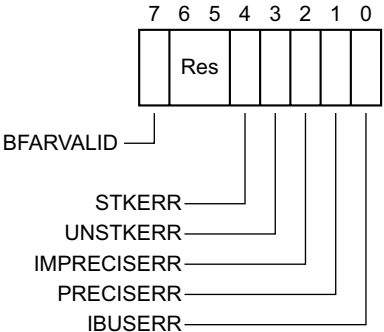 7 6 5 4 3 2 1 0
Res
BFARVALID
STKERR
UNSTKERR
IMPRECISERR
PRECISERR
IBUSERR